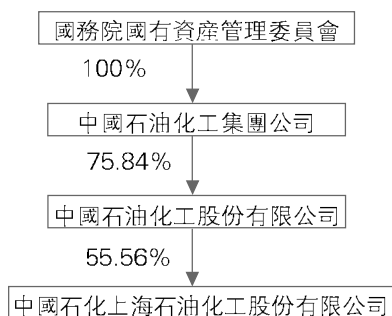 國務院國有資產管理委員會
100%
中國石油化工集團公司
75.84%
中國石油化工股份有限公司
55.56%
中國石化上海石油化工股份有限公司